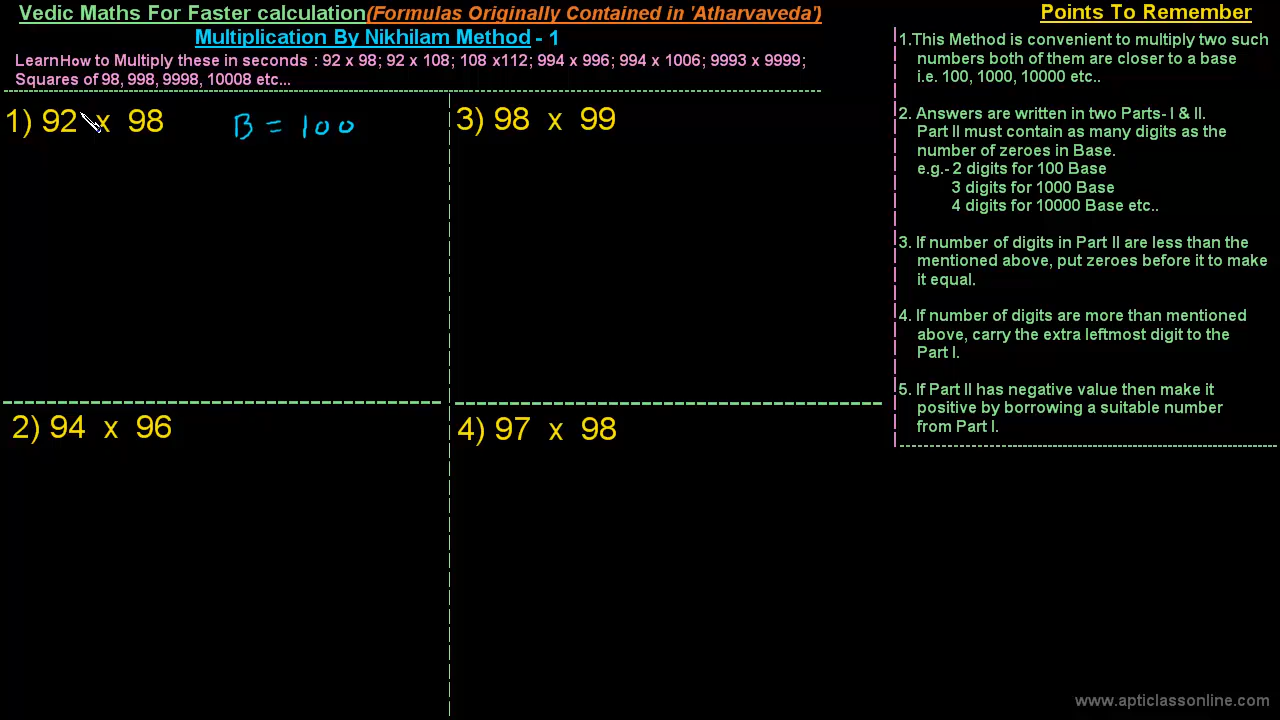 Vedic Maths For Faster calculation(Formulas Originally Contained in 'Atharvaveda')
Multiplication By Nikhilam Method - 1
Learn How to Multiply these in seconds : 92 x 98; 92 x 108; 108 x112; 994 x 996; 994 x 1006; 9993 x 9999;
Squares of 98, 998, 9998, 10008 etc...
1) 92 x 98 B = 100
3) 98 x 99
2) 94 x 96
4) 97 x 98
Points To Remember
1.This Method is convenient to multiply two such
numbers both of them are closer to a base
i.e. 100, 1000, 10000 etc..
2. Answers are written in two Parts- I & II.
Part II must contain as many digits as the
number of zeroes in Base.
e.g.- 2 digits for 100 Base
3 digits for 1000 Base
4 digits for 10000 Base etc..
3. If number of digits in Part II are less than the
mentioned above, put zeroes before it to make
it equal.
4. If number of digits are more than mentioned
above, carry the extra leftmost digit to the
Part I.
5. If Part II has negative value then make it
positive by borrowing a suitable number
from Part I.
www.apticlassonline.com